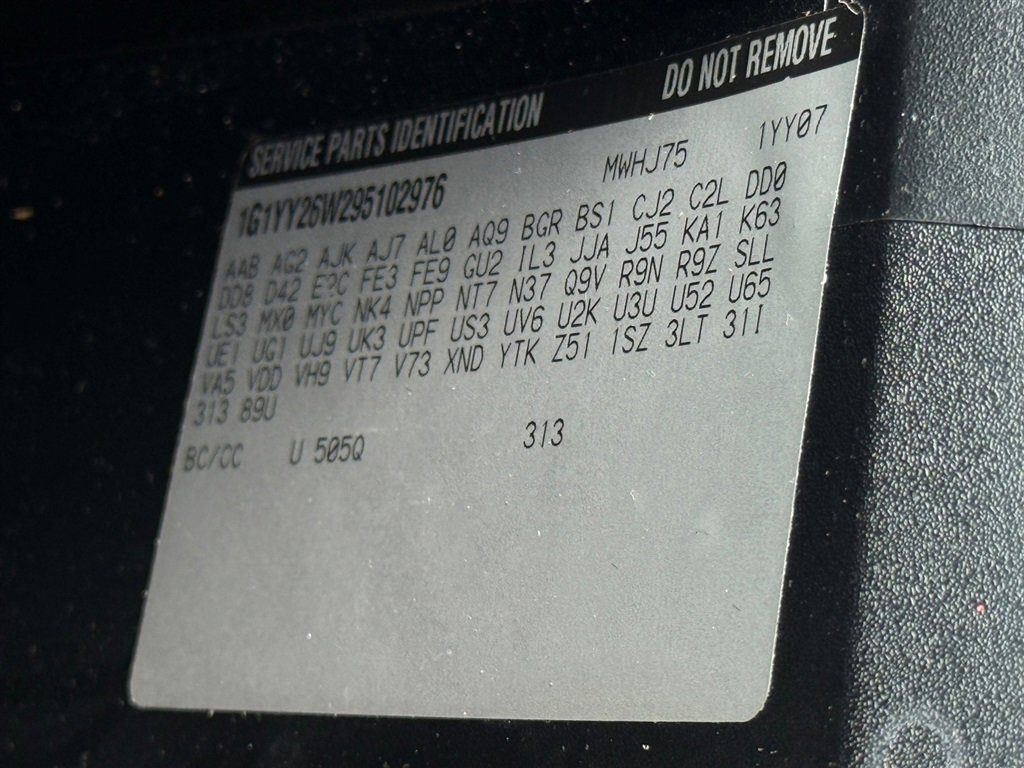 SERVICE PARTS IDENTIFICATION DO NOT REMOVE
1G1YY26W295102976 MWHJ75 1YY07
AAB AG2 AJK AJ7 AL0 AQ9 BGR BS1 CJ2 C2L DD0
DD8 D42 FE3 FE9 GU2 IL3 JJA J55 KA1 K63
LS3 MX0 MYC NK4 NPP NT7 N37 Q9V R9N R9Z SLL
UE1 UG1 UJ9 UK3 UPF US3 UV6 U2K U3U U52 U65
VA5 VDD VH9 VT7 V73 XND YTK Z51 1SZ 3LT 31I
313 89U
BC/CC U 505Q 313